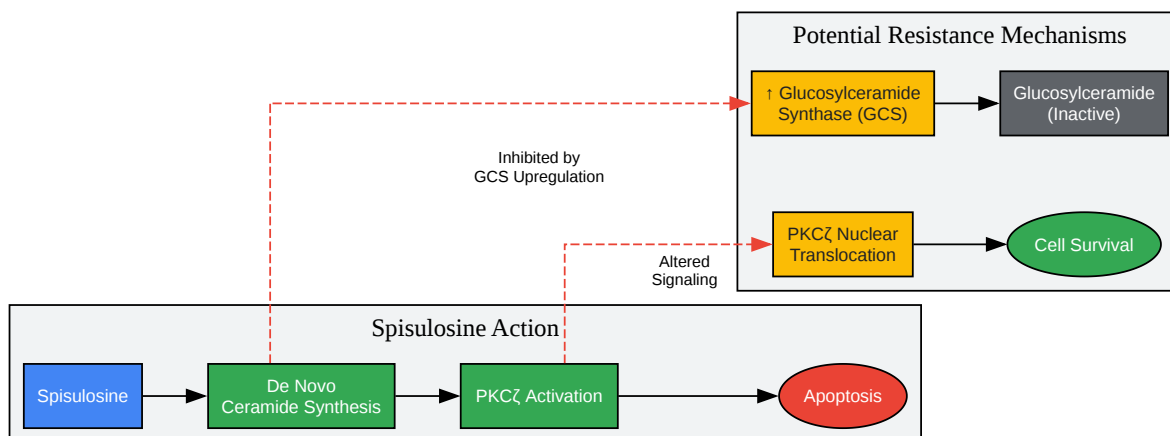 Potential Resistance Mechanisms
↑ Glucosylceramide
Synthase (GCS)
Glucosylceramide
(Inactive)
Inhibited by
GCS Upregulation
PKCζ Nuclear
Translocation
Cell Survival
Altered
Signaling
Spisulosine Action
Spisulosine
De Novo
Ceramide Synthesis
PKCζ Activation
Apoptosis